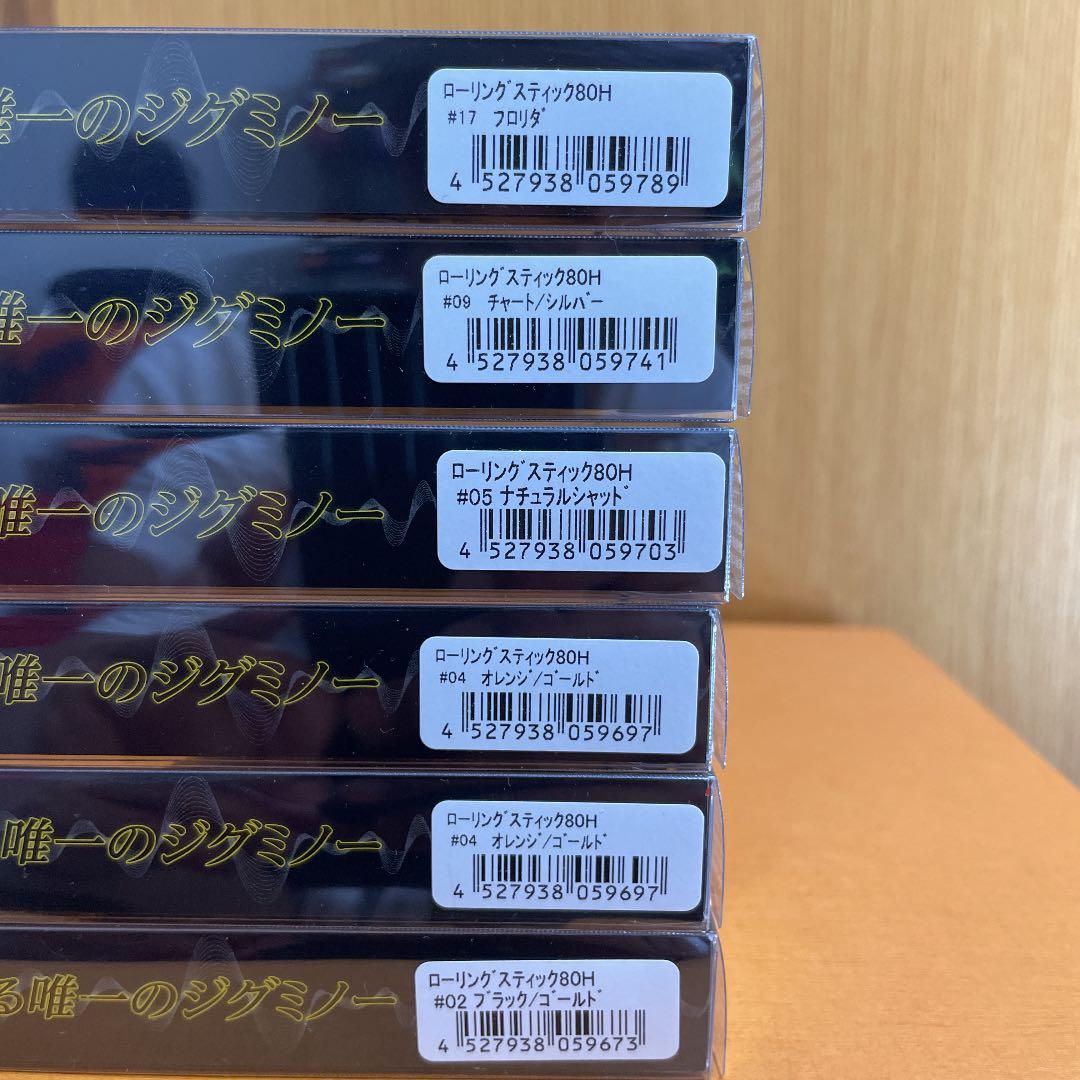 唯一のジグミノー
ローリングスティック80H
#17 フロリダ
4 527938 059789
唯一のジグミノー
ローリングスティック80H
#09 チャート/シルバー
4 527938 059741
唯一のジグミノー
ローリングスティック80H
#05 ナチュラルシャッド
4 527938 059703
唯一のジグミノー
ローリングスティック80H
#04 オレンジ/ゴールド
4 527938 059697
唯一のジグミノー
ローリングスティック80H
#04 オレンジ/ゴールド
4 527938 059697
る唯一のジグミノー
ローリングスティック80H
#02 ブラック/ゴールド
4 527938 059673